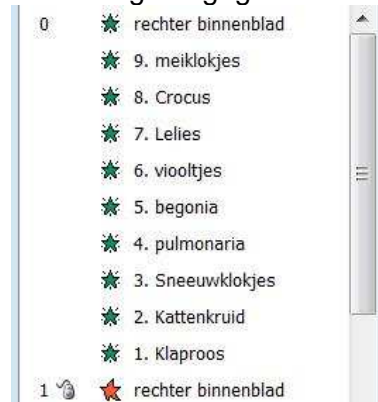 0 rechter binnenblad
9. meiklokjes
8. Crocus
7. Lelies
6. viooltjes
5. begonia
4. pulmonaria
3. Sneeuwklokjes
2. Kattenkruid
1. Klaproos
1 rechter binnenblad